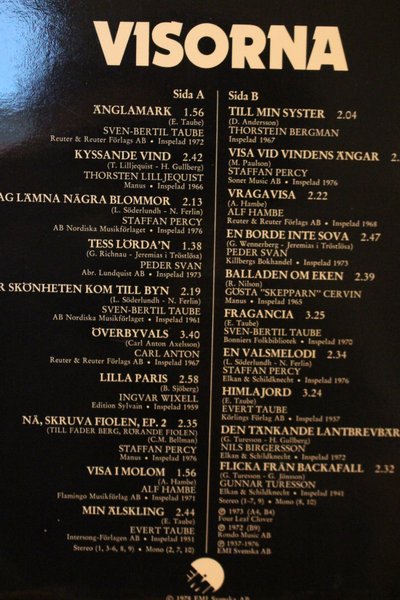 VISORNA
Sida A
ÄNGLAMARK 1.56
(E. Taube)
SVEN-BERTIL TAUBE
Reuter & Reuter Förlags AB • Inspelad 1972
KYSSANDE VIND 2.42
(T. Lilljequist - H. Gullberg)
THORSTEN LILLJEQUIST
Manus • Inspelad 1966
AG LÄMNA NÅGRA BLOMMOR 2.13
(L. Söderlundh - N. Ferlin)
STAFFAN PERCY
AB Nordiska Musikförlaget • Inspelad 1976
TESS LÖRDA'N 1.38
(G. Richnau - Jeremias i Tröstlösa)
PEDER SVAN
Abr. Lundquist AB • Inspelad 1973
R SKÖNHETEN KOM TILL BYN 2.19
(L. Söderlundh - N. Ferlin)
SVEN-BERTIL TAUBE
AB Nordiska Musikförlaget • Inspelad 1961
ÖVERBYVALS 3.40
(Carl Anton Axelsson)
CARL ANTON
Reuter & Reuter Förlags AB • Inspelad 1967
LILLA PARIS 2.58
(B. Sjöberg)
INGVAR WIXELL
Edition Sylvain • Inspelad 1959
NÅ, SKRUVA FIOLEN, EP. 2 2.35
(TILL FADER BERG, RÖRANDE FIOLEN)
(C.M. Bellman)
STAFFAN PERCY
Manus • Inspelad 1976
VISA I MOLOM 1.56
(A. Hambe)
ALF HAMBE
Flamingo Musikförlag AB • Inspelad 1971
MIN ÄLSKLING 2.44
(E. Taube)
EVERT TAUBE
Intersong-Förlagen AB • Inspelad 1951
Stereo (1, 3-6, 8, 9) • Mono (2, 7, 10)
Sida B
TILL MIN SYSTER 2.04
(D. Andersson)
THORSTEIN BERGMAN
Inspelad 1967
VISA VID VINDENS ÄNGAR 2.
(M. Paulson)
STAFFAN PERCY
Sonet Music AB • Inspelad 1976
VRAGAVISA 2.22
(A. Hambe)
ALF HAMBE
Reuter & Reuter Förlags AB • Inspelad 1968
EN BORDE INTE SOVA 2.47
(G. Wennerberg - Jeremias i Tröstlösa)
PEDER SVAN
Killbergs Bokhandel • Inspelad 1973
BALLADEN OM EKEN 2.39
(R. Nilson)
GÖSTA "SKEPPARN" CERVIN
Manus • Inspelad 1965
FRAGANCIA 3.25
(E. Taube)
SVEN-BERTIL TAUBE
Bonniers Folkbibliotek • Inspelad 1970
EN VALSMELODI 2.34
(L. Söderlundh - N. Ferlin)
STAFFAN PERCY
Elkan & Schildknecht • Inspelad 1976
HIMLAJORD 3.24
(E. Taube)
EVERT TAUBE
Körlings Förlag AB • Inspelad 1957
DEN TÄNKANDE LANTBREVBÄR
(G. Turesson - H. Gullberg)
NILS BÖRGESSON
Elkan & Schildknecht • Inspelad 1972
FLICKA FRÅN BACKAFALL 2.32
(G. Turesson - G. Jönsson)
GUNNAR TURESSON
Elkan & Schildknecht • Inspelad 1941
Stereo (1-7, 9) • Mono (8, 10)
℗ 1973 (A4, B4)
Four Leaf Clover
℗ 1972 (B9)
Rondo Music AB
℗ 1957-1976
EMI Svenska AB
EMI
© 1978 EMI Svenska AB